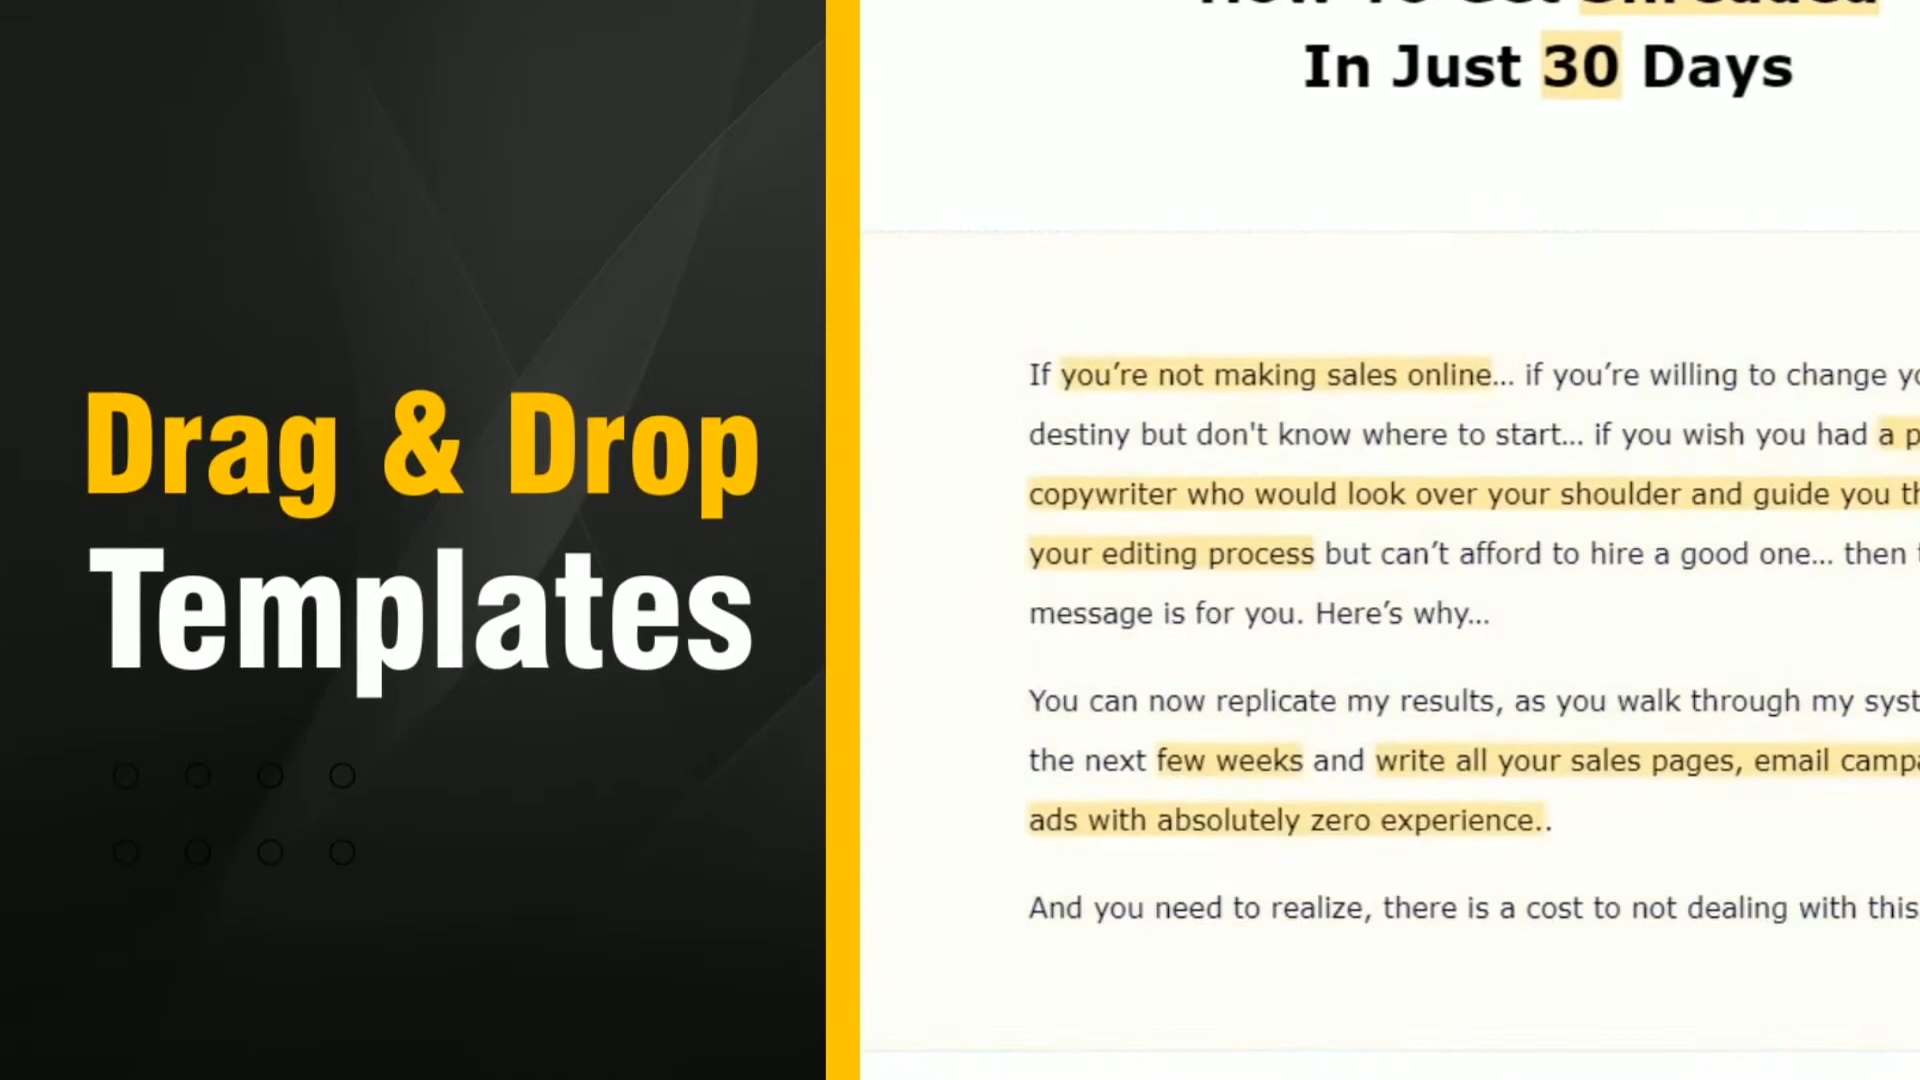 Drag & Drop
Templates
How To Get Shredded
In Just 30 Days
If you’re not making sales online... if you’re willing to change
destiny but don't know where to start... if you wish you had a
copywriter who would look over your shoulder and guide you
your editing process but can’t afford to hire a good one... then
message is for you. Here’s why...
You can now replicate my results, as you walk through my
the next few weeks and write all your sales pages, email
ads with absolutely zero experience..
And you need to realize, there is a cost to not dealing with this